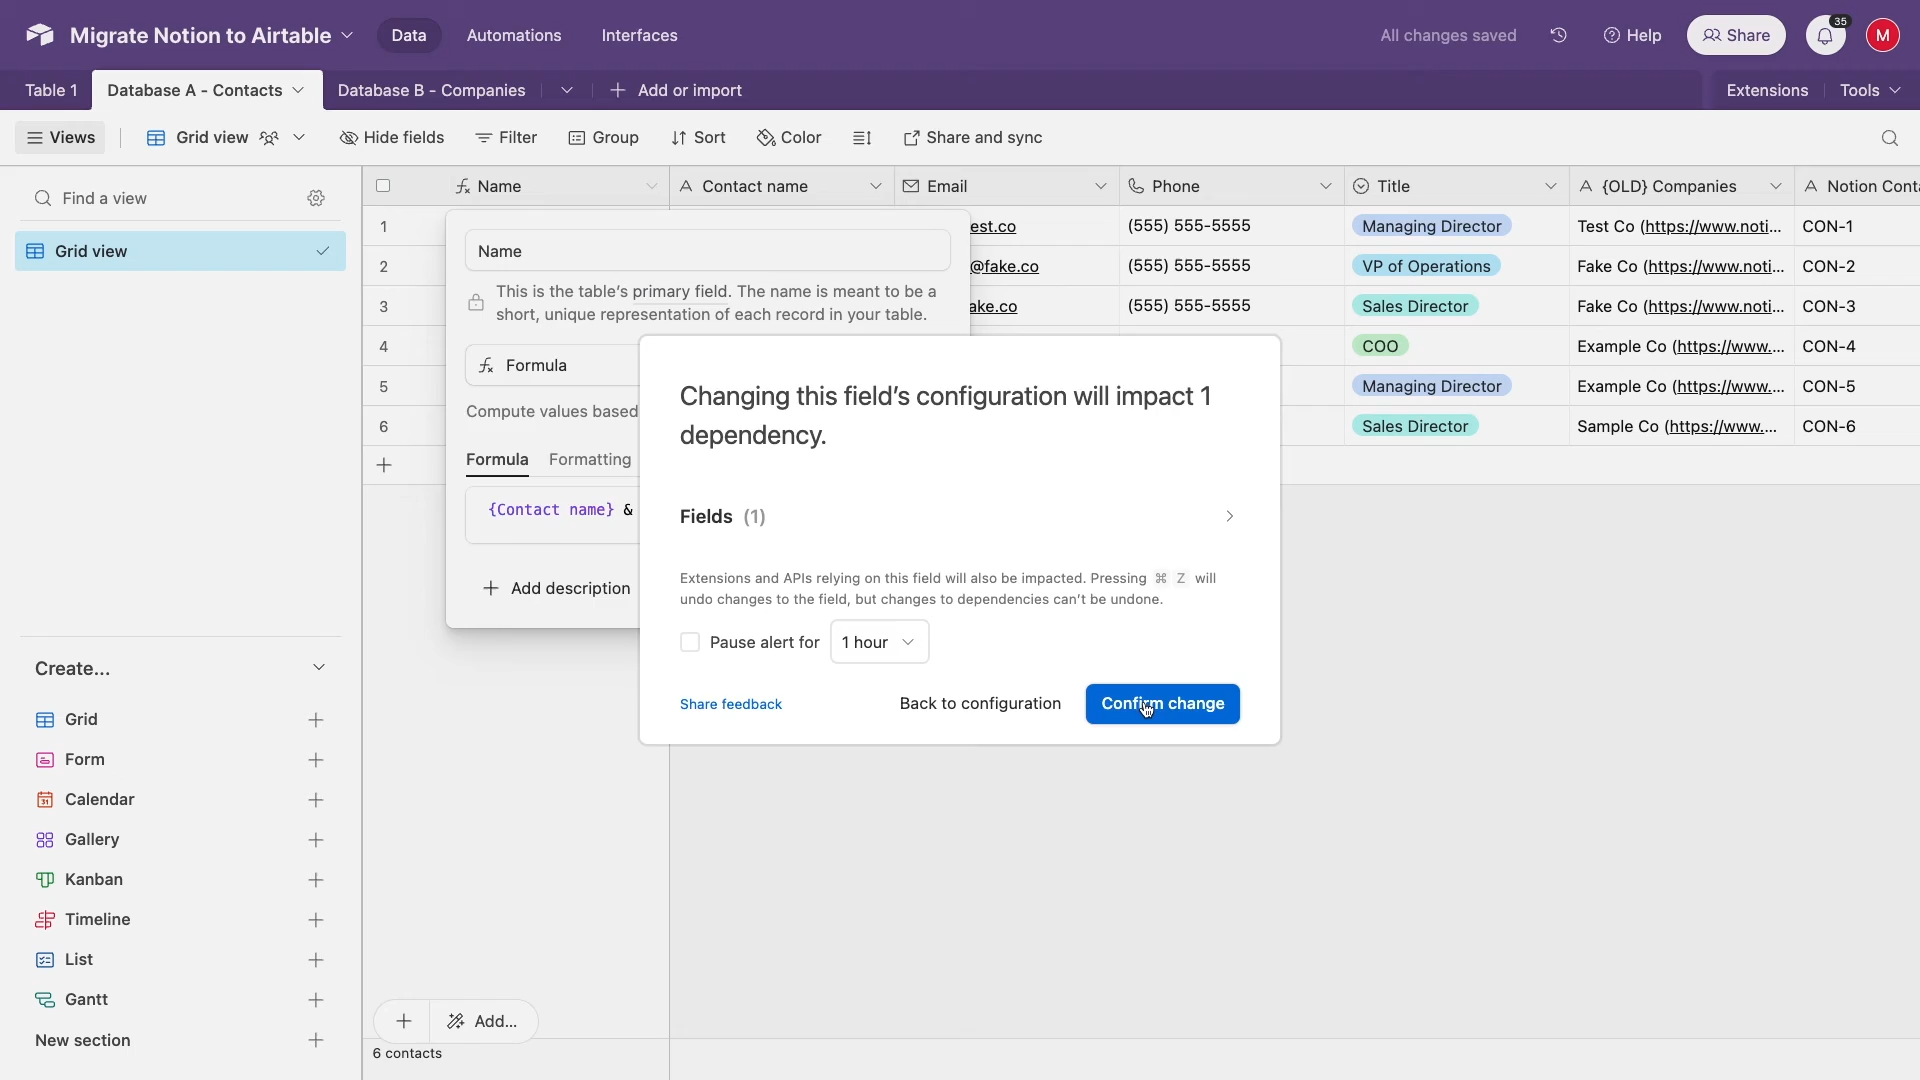 Migrate Notion to Airtable
Data
Automations
Interfaces
All changes saved
Help
Share
35
M
Table 1
Database A - Contacts
Database B - Companies
Add or import
Extensions
Tools
Views
Grid view
Hide fields
Filter
Group
Sort
Color
Share and sync
Find a view
Grid view
Name
Contact name
Email
Phone
Title
{OLD} Companies
Notion Conta
1
est.co
(555) 555-5555
Managing Director
Test Co (https://www.noti...
CON-1
2
@fake.co
(555) 555-5555
VP of Operations
Fake Co (https://www.noti...
CON-2
3
ake.co
(555) 555-5555
Sales Director
Fake Co (https://www.noti...
CON-3
4
COO
Example Co (https://www....
CON-4
5
Managing Director
Example Co (https://www....
CON-5
6
Sales Director
Sample Co (https://www....
CON-6
Name
This is the table's primary field. The name is meant to be a
short, unique representation of each record in your table.
Formula
Compute values based
Formula
Formatting
{Contact name} &
Add description
Changing this field's configuration will impact 1
dependency.
Fields (1)
Extensions and APIs relying on this field will also be impacted. Pressing ⌘ Z will
undo changes to the field, but changes to dependencies can't be undone.
Pause alert for
1 hour
Share feedback
Back to configuration
Confirm change
Create...
Grid
Form
Calendar
Gallery
Kanban
Timeline
List
Gantt
New section
Add...
6 contacts